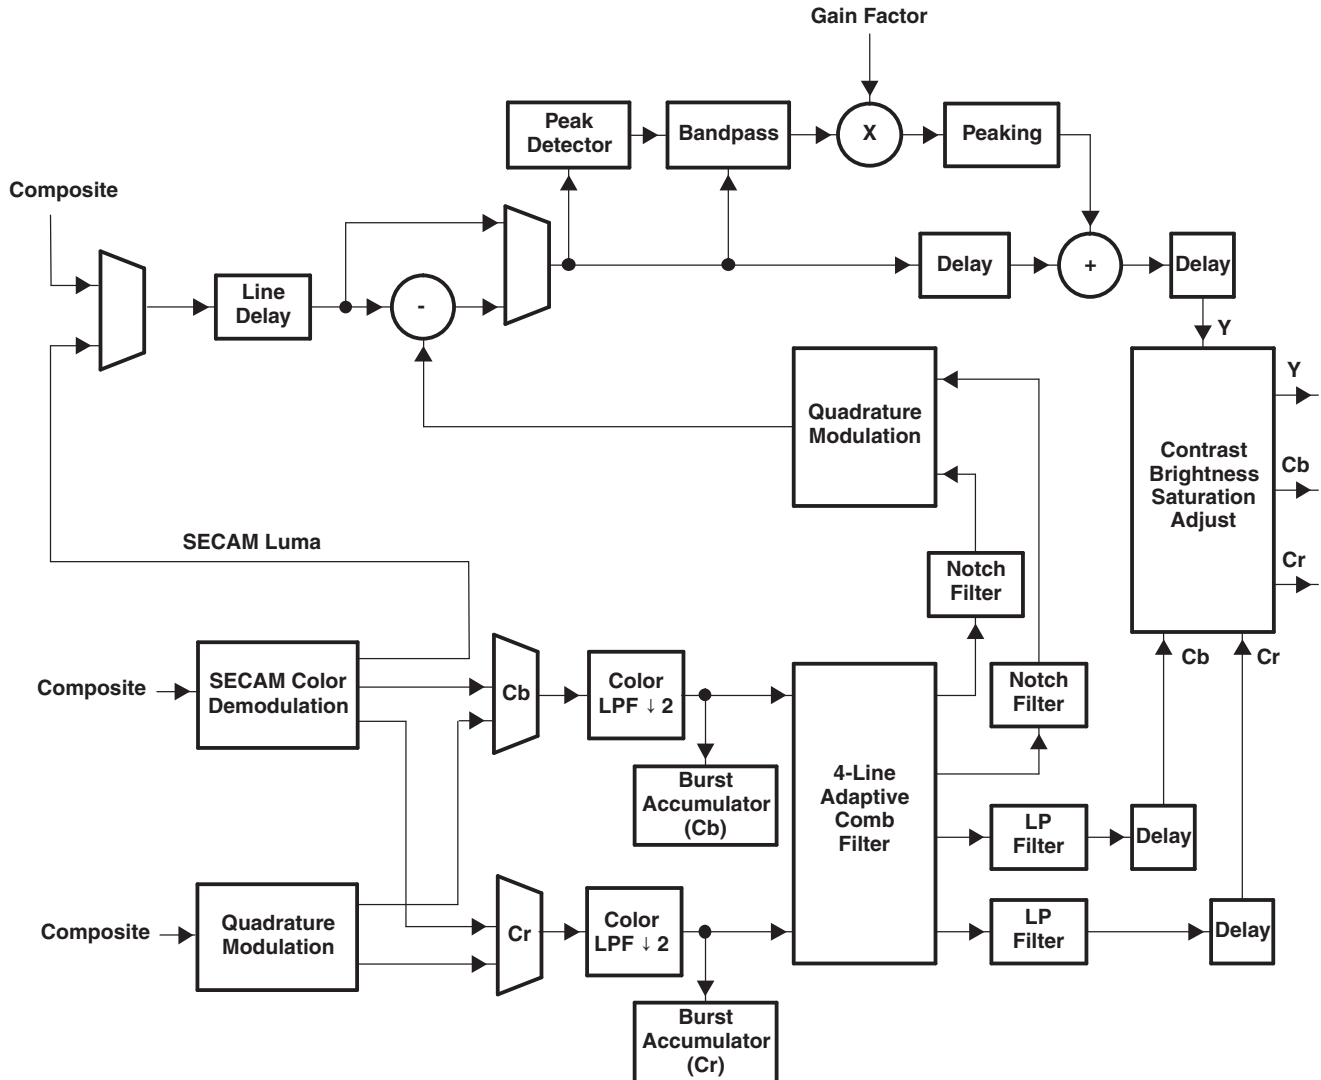 Gain Factor
Peak
Detector
Bandpass
X
Peaking
Composite
Line
Delay
-
Delay
+
Delay
Y
Quadrature
Modulation
Contrast
Brightness
Saturation
Adjust
Y
Cb
Cr
SECAM Luma
Notch
Filter
Composite
SECAM Color
Demodulation
Cb
Color
LPF ↓ 2
Notch
Filter
Cb
Cr
Burst
Accumulator
(Cb)
4-Line
Adaptive
Comb
Filter
LP
Filter
Delay
Composite
Quadrature
Modulation
Cr
Color
LPF ↓ 2
LP
Filter
Delay
Burst
Accumulator
(Cr)